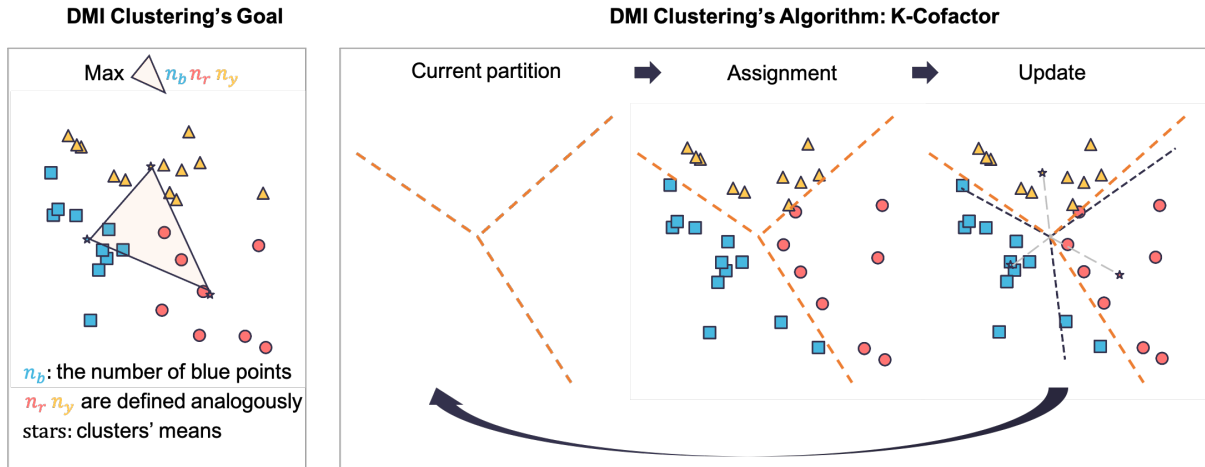 DMI Clustering's Goal
Max n_b n_r n_y
n_b: the number of blue points
n_r n_y are defined analogously
stars: clusters' means
DMI Clustering's Algorithm: K-Cofactor
Current partition
Assignment
Update